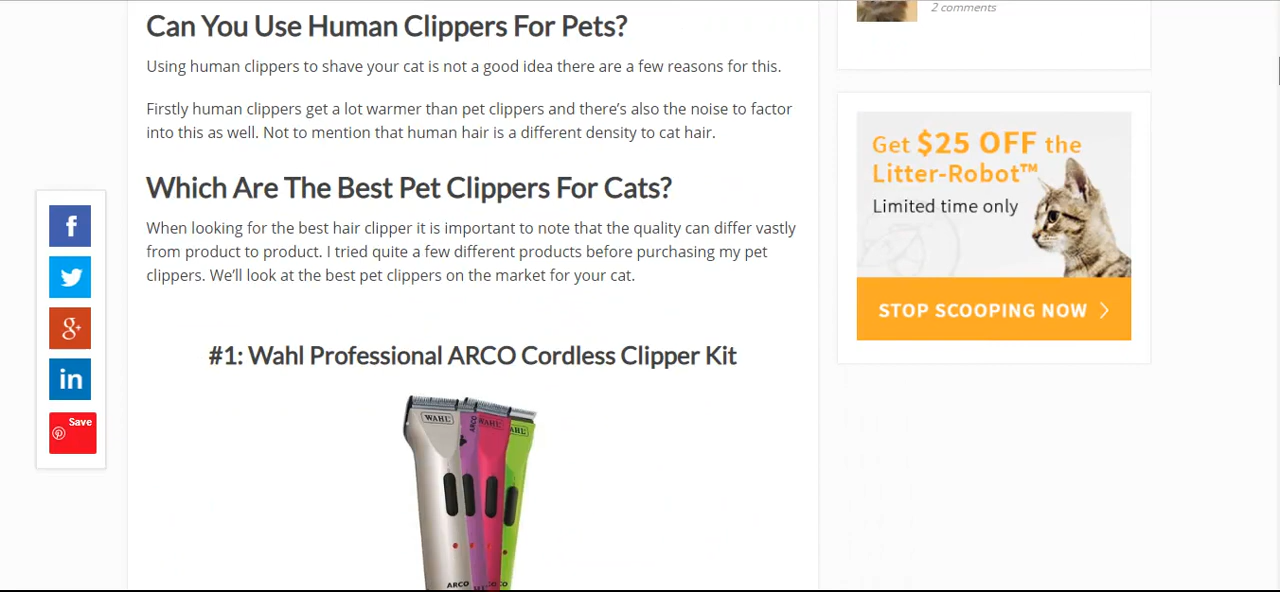 2 comments
Can You Use Human Clippers For Pets?
Using human clippers to shave your cat is not a good idea there are a few reasons for this.
Firstly human clippers get a lot warmer than pet clippers and there's also the noise to factor
into this as well. Not to mention that human hair is a different density to cat hair.
Which Are The Best Pet Clippers For Cats?
When looking for the best hair clipper it is important to note that the quality can differ vastly
from product to product. I tried quite a few different products before purchasing my pet
clippers. We'll look at the best pet clippers on the market for your cat.
#1: Wahl Professional ARCO Cordless Clipper Kit
WAHL
ARCO
WAHL
AHL
ARCO
f
g+
in
Save
Get $25 OFF the
Litter-Robot™
Limited time only
STOP SCOOPING NOW